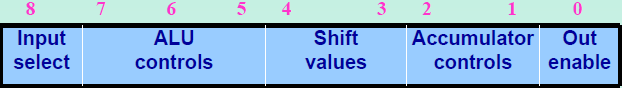 8 7 6 5 4 3 2 1 0
Input ALU Shift Accumulator Out
select controls values controls enable